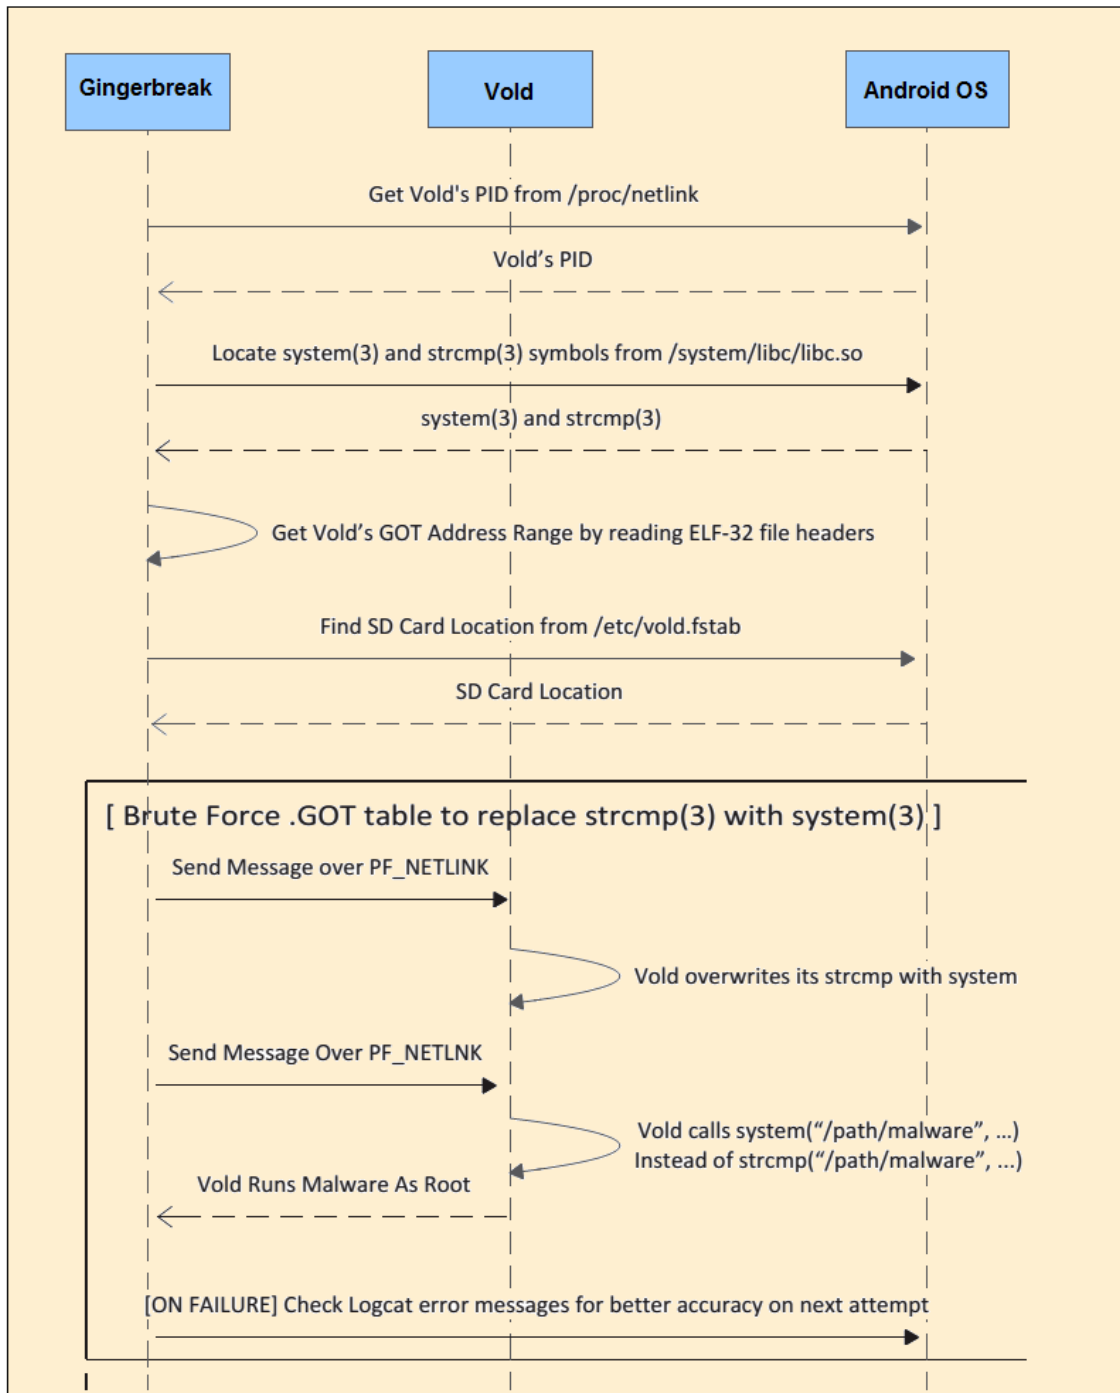 Gingerbreak
Vold
Android OS
Get Vold's PID from /proc/netlink
Vold’s PID
Locate system(3) and strcmp(3) symbols from /system/libc/libc.so
system(3) and strcmp(3)
Get Vold’s GOT Address Range by reading ELF-32 file headers
Find SD Card Location from /etc/vold.fstab
SD Card Location
[ Brute Force .GOT table to replace strcmp(3) with system(3) ]
Send Message over PF_NETLINK
Vold overwrites its strcmp with system
Send Message Over PF_NETLNK
Vold calls system(“/path/malware”, ...)
Instead of strcmp(“/path/malware”, ...)
Vold Runs Malware As Root
[ON FAILURE] Check Logcat error messages for better accuracy on next attempt